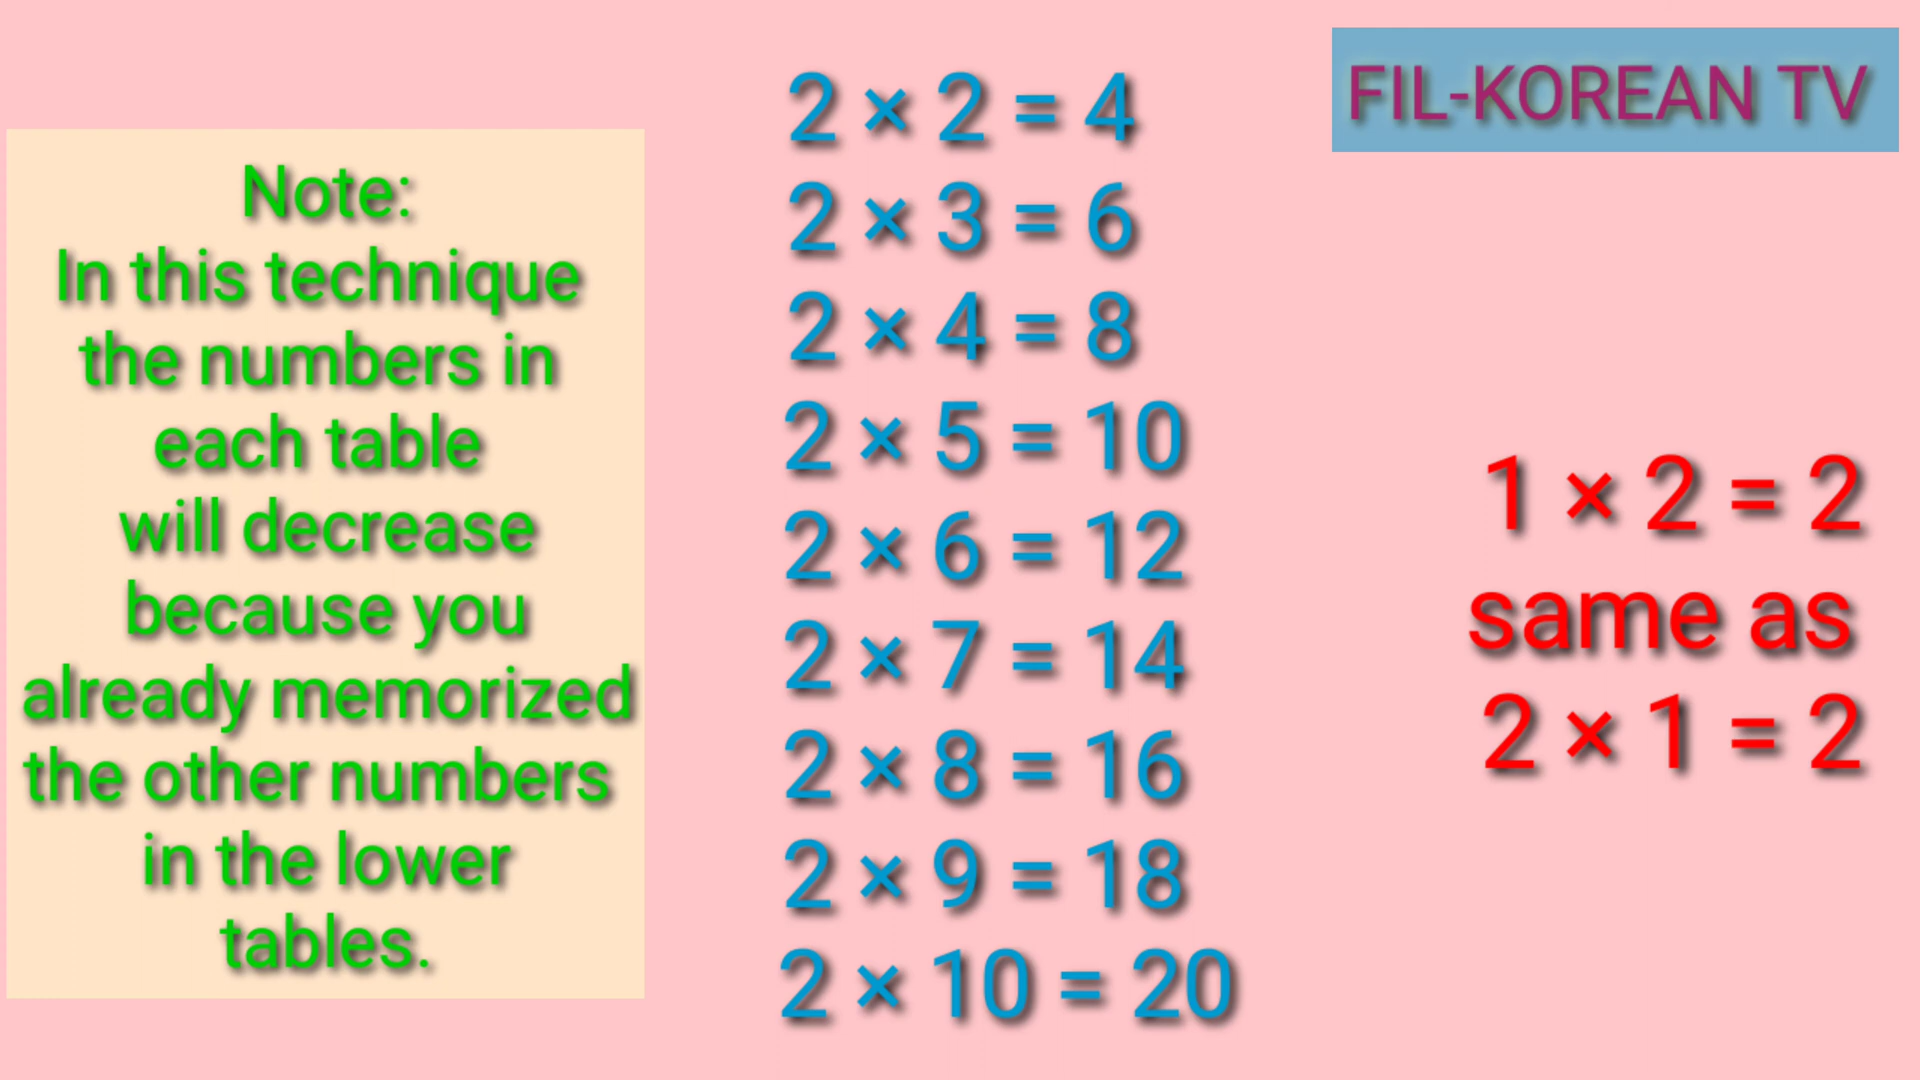 FIL-KOREAN TV
Note:
In this technique
the numbers in
each table
will decrease
because you
already memorized
the other numbers
in the lower
tables.
2 × 2 = 4
2 × 3 = 6
2 × 4 = 8
2 × 5 = 10
2 × 6 = 12
2 × 7 = 14
2 × 8 = 16
2 × 9 = 18
2 × 10 = 20
1 × 2 = 2
same as
2 × 1 = 2